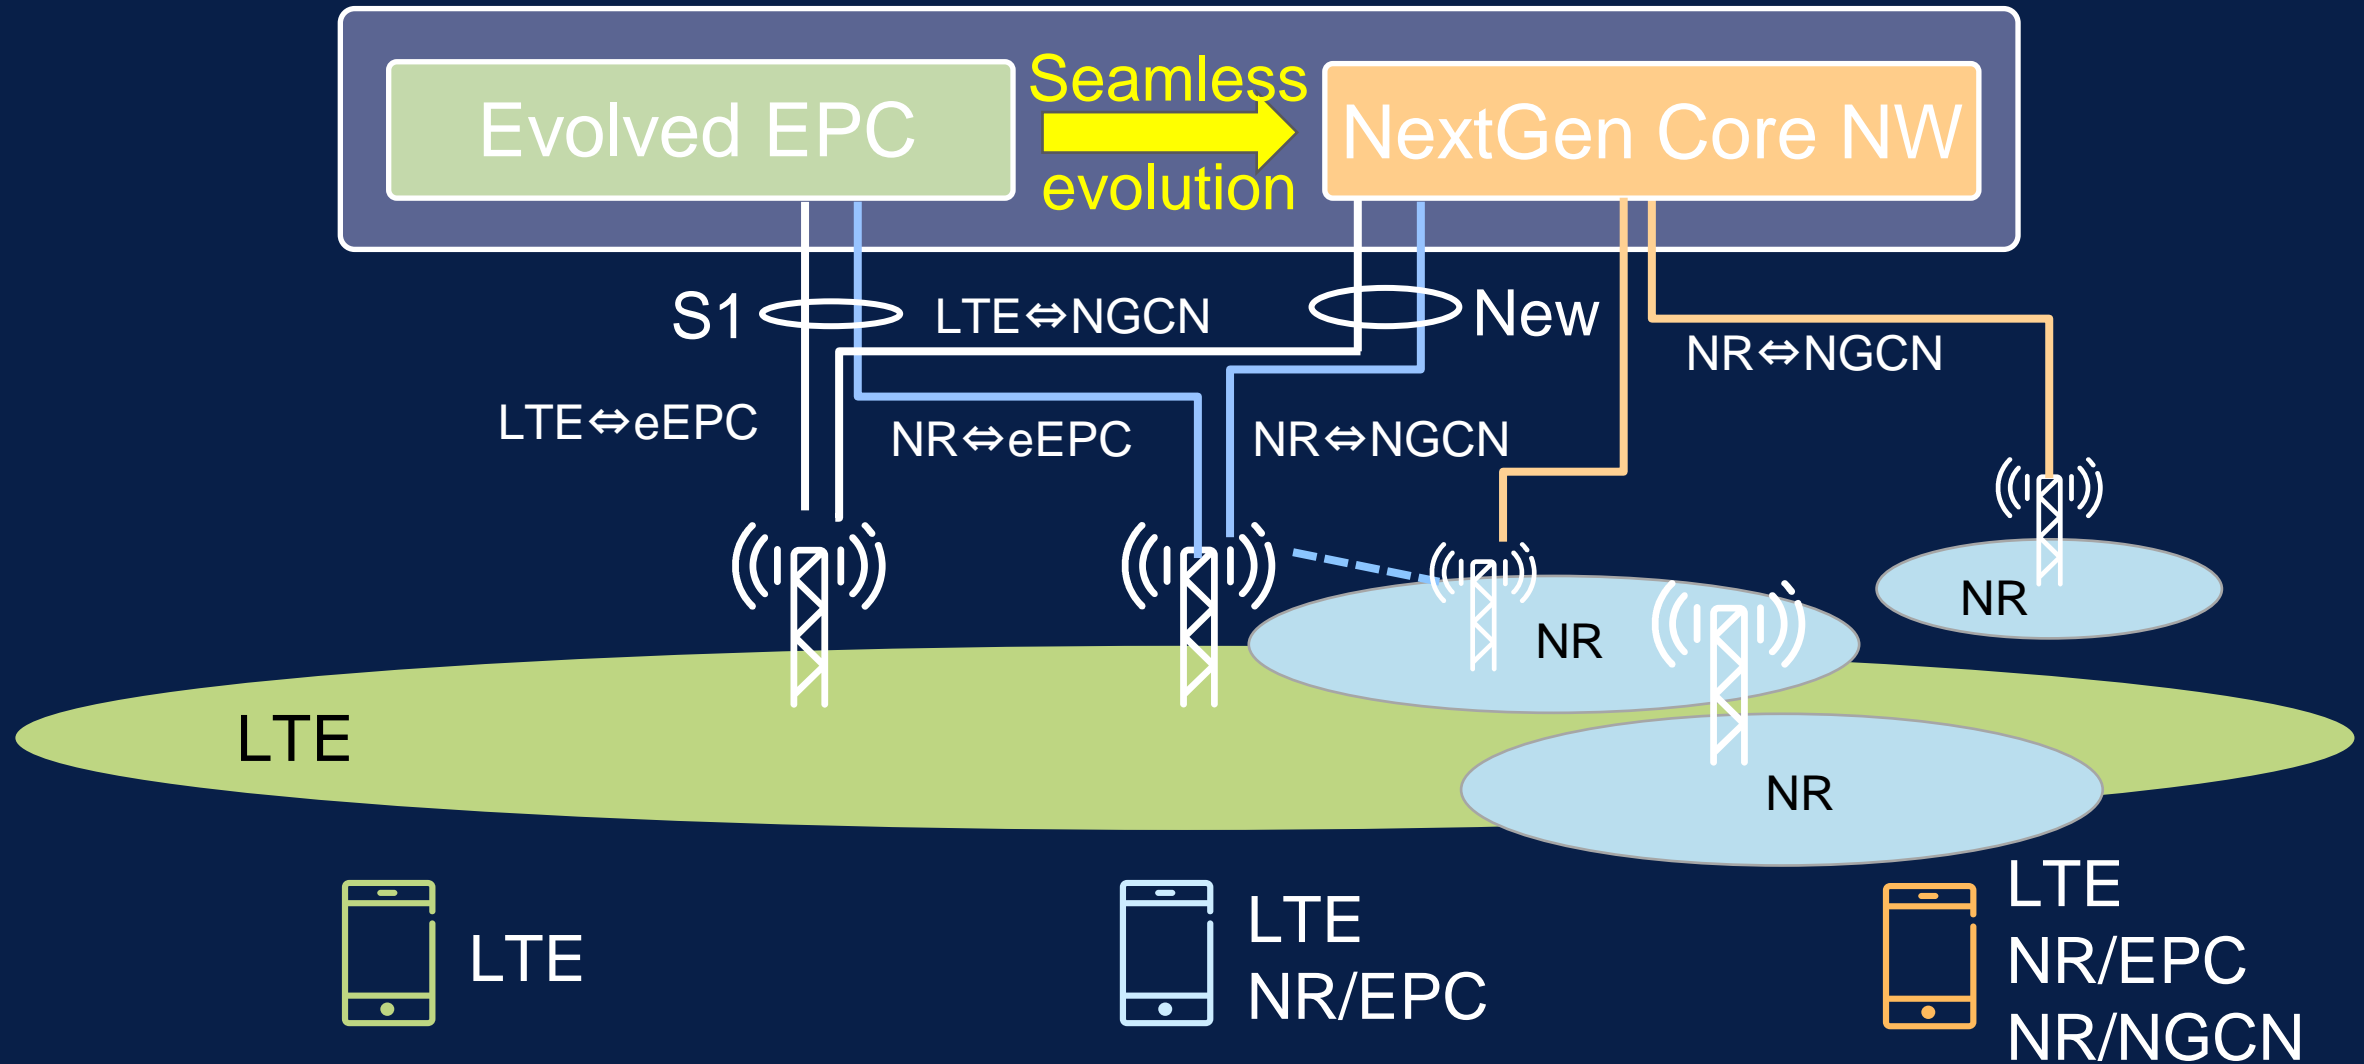 Evolved EPC
Seamless
evolution
NextGen Core NW
S1
LTE⇔NGCN
New
NR⇔NGCN
LTE⇔eEPC
NR⇔eEPC
NR⇔NGCN
NR
NR
LTE
NR
LTE
LTE
NR/EPC
LTE
NR/EPC
NR/NGCN